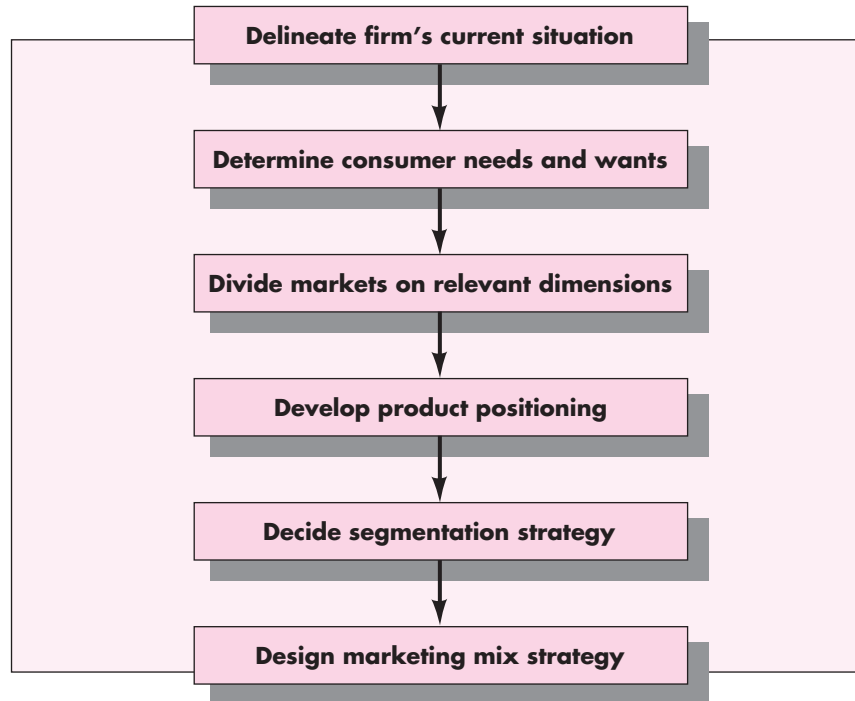 Delineate firm's current situation
Determine consumer needs and wants
Divide markets on relevant dimensions
Develop product positioning
Decide segmentation strategy
Design marketing mix strategy